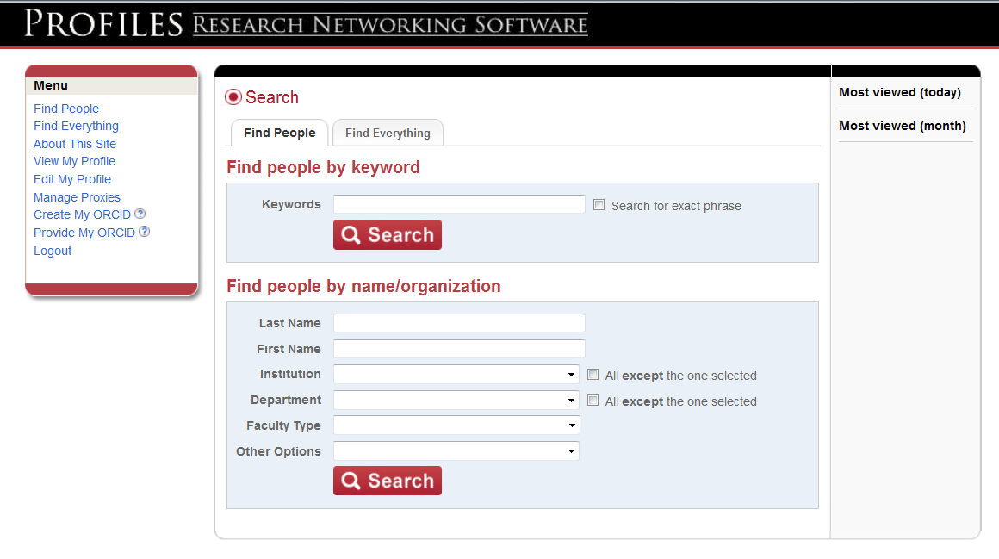 PROFILES RESEARCH NETWORKING SOFTWARE
Menu
Find People
Find Everything
About This Site
View My Profile
Edit My Profile
Manage Proxies
Create My ORCID ?
Provide My ORCID ?
Logout
Search
Find People Find Everything
Find people by keyword
Keywords Search for exact phrase
Search
Find people by name/organization
Last Name
First Name
Institution All except the one selected
Department All except the one selected
Faculty Type
Other Options
Search
Most viewed (today)
Most viewed (month)